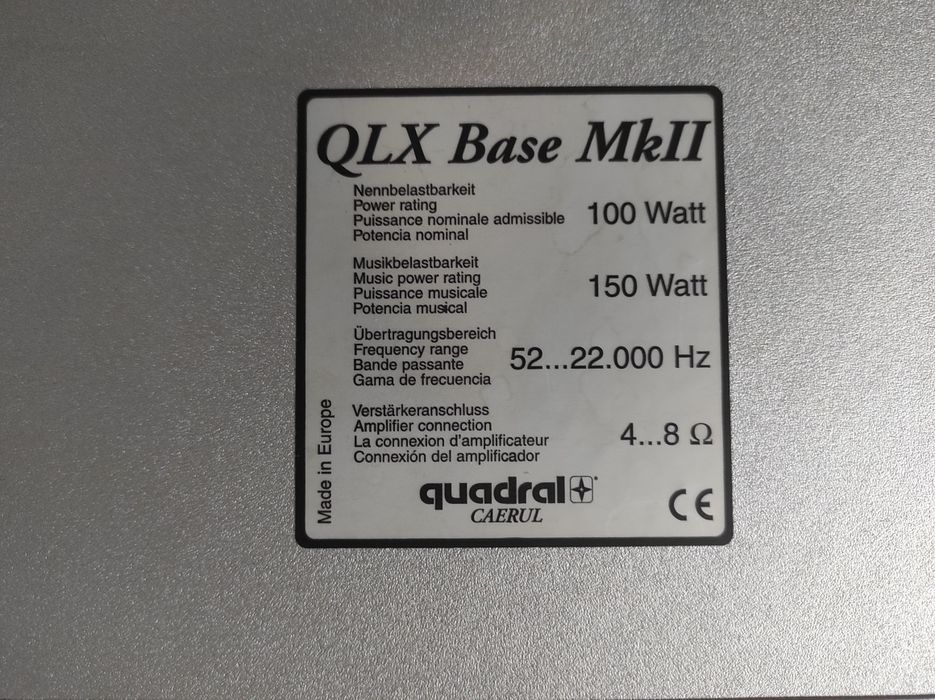 QLX Base MkII
Nennbelastbarkeit
Power rating
Puissance nominale admissible
Potencia nominal
100 Watt
Musikbelastbarkeit
Music power rating
Puissance musicale
Potencia musical
150 Watt
Übertragungsbereich
Frequency range
Bande passante
Gama de frecuencia
52...22.000 Hz
Verstärkeranschluss
Amplifier connection
La connexion d'amplificateur
Connexión del amplificador
4...8 Ω
Made in Europe
quadral
CAERUL
CE